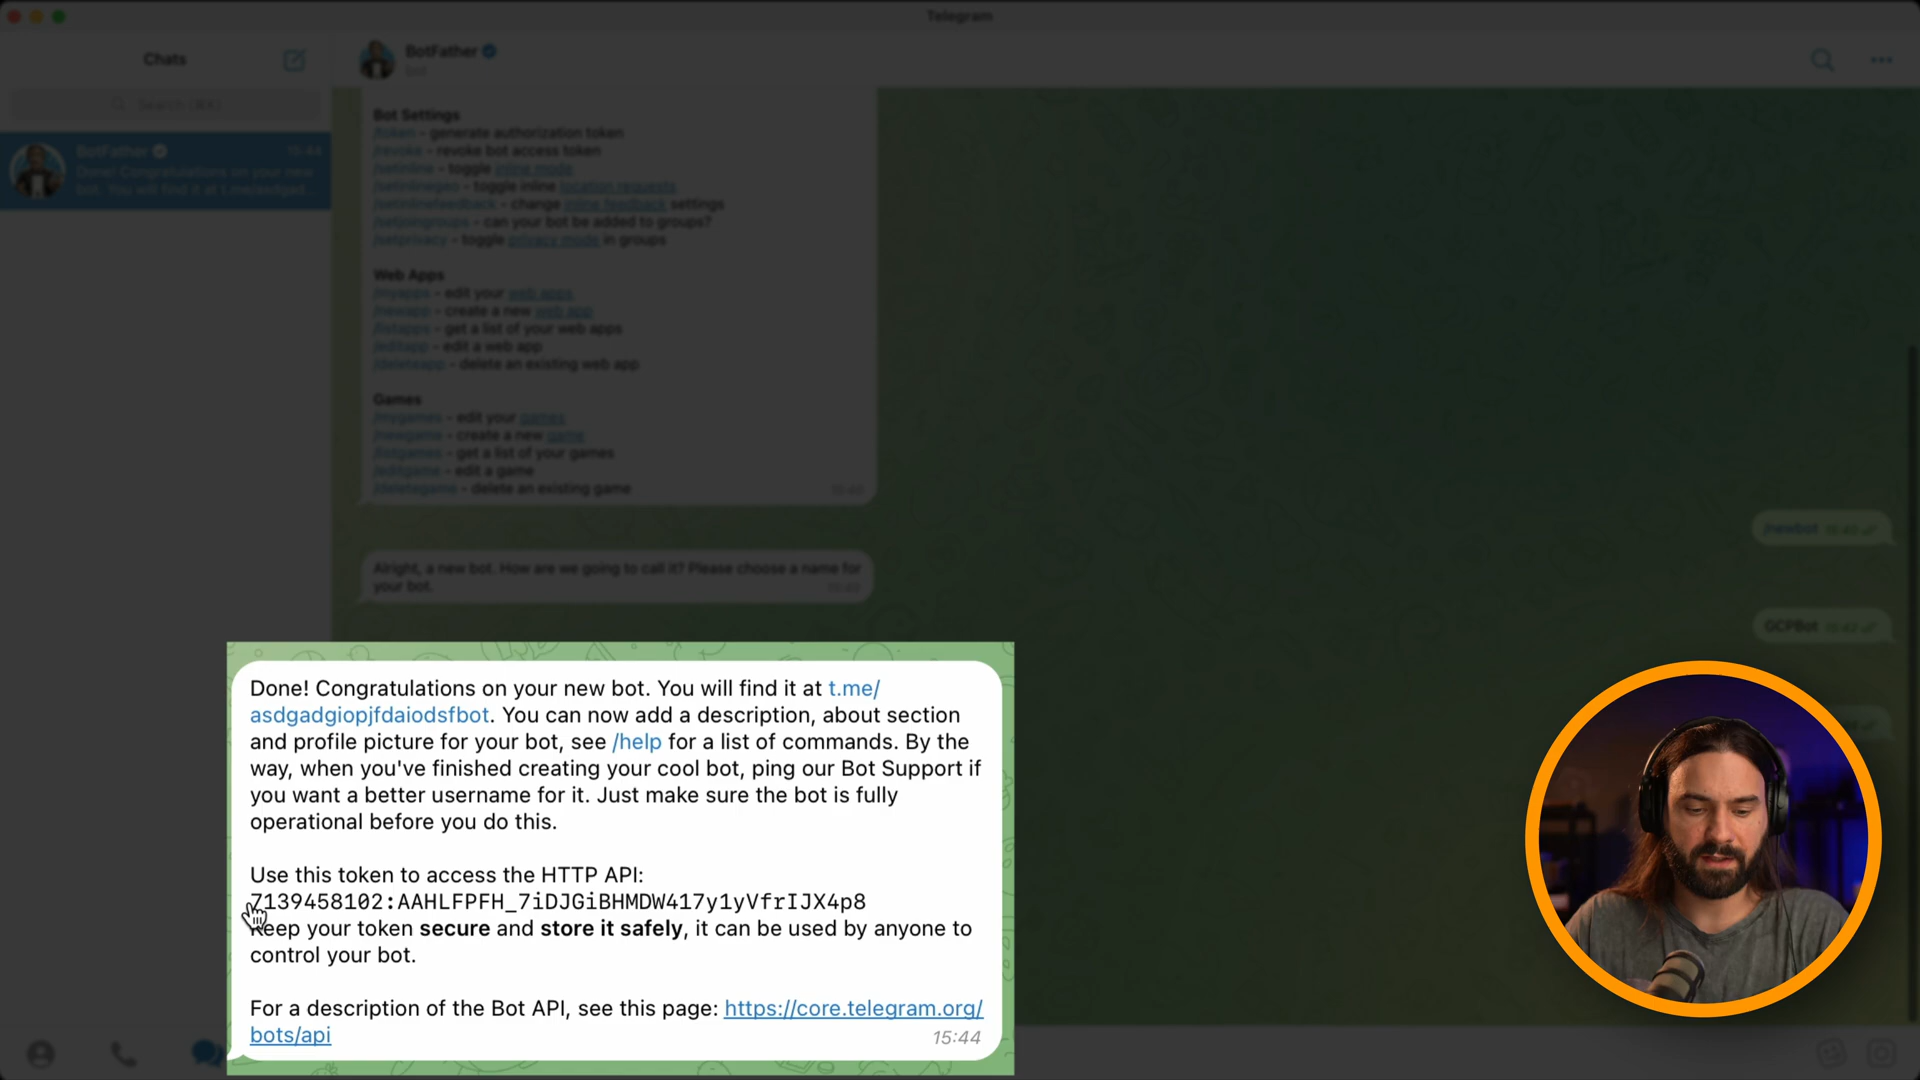 Telegram
Chats
Search (⌘K)
BotFather
bot
BotFather 15:44
Done! Congratulations on your new
bot. You will find it at t.me/asdgad...
Bot Settings
/token - generate authorization token
/revoke - revoke bot access token
/setinline - toggle inline mode
/setinlinegeo - toggle inline location requests
/setinlinefeedback - change inline feedback settings
/setjoingroups - can your bot be added to groups?
/setprivacy - toggle privacy mode in groups
Web Apps
/myapps - edit your web apps
/newapp - create a new web app
/listapps - get a list of your web apps
/editapp - edit a web app
/deleteapp - delete an existing web app
Games
/mygames - edit your games
/newgame - create a new game
/listgames - get a list of your games
/editgame - edit a game
/deletegame - delete an existing game
/newbot
Alright, a new bot. How are we going to call it? Please choose a name for
your bot.
GCPBot
Done! Congratulations on your new bot. You will find it at t.me/
asdgadgiopjfdaiodsfbot. You can now add a description, about section
and profile picture for your bot, see /help for a list of commands. By the
way, when you've finished creating your cool bot, ping our Bot Support if
you want a better username for it. Just make sure the bot is fully
operational before you do this.
Use this token to access the HTTP API:
7139458102:AAHLFPFH_7iDJGiBHMDW417y1yVfrIJX4p8
Keep your token secure and store it safely, it can be used by anyone to
control your bot.
For a description of the Bot API, see this page: https://core.telegram.org/
bots/api
15:44